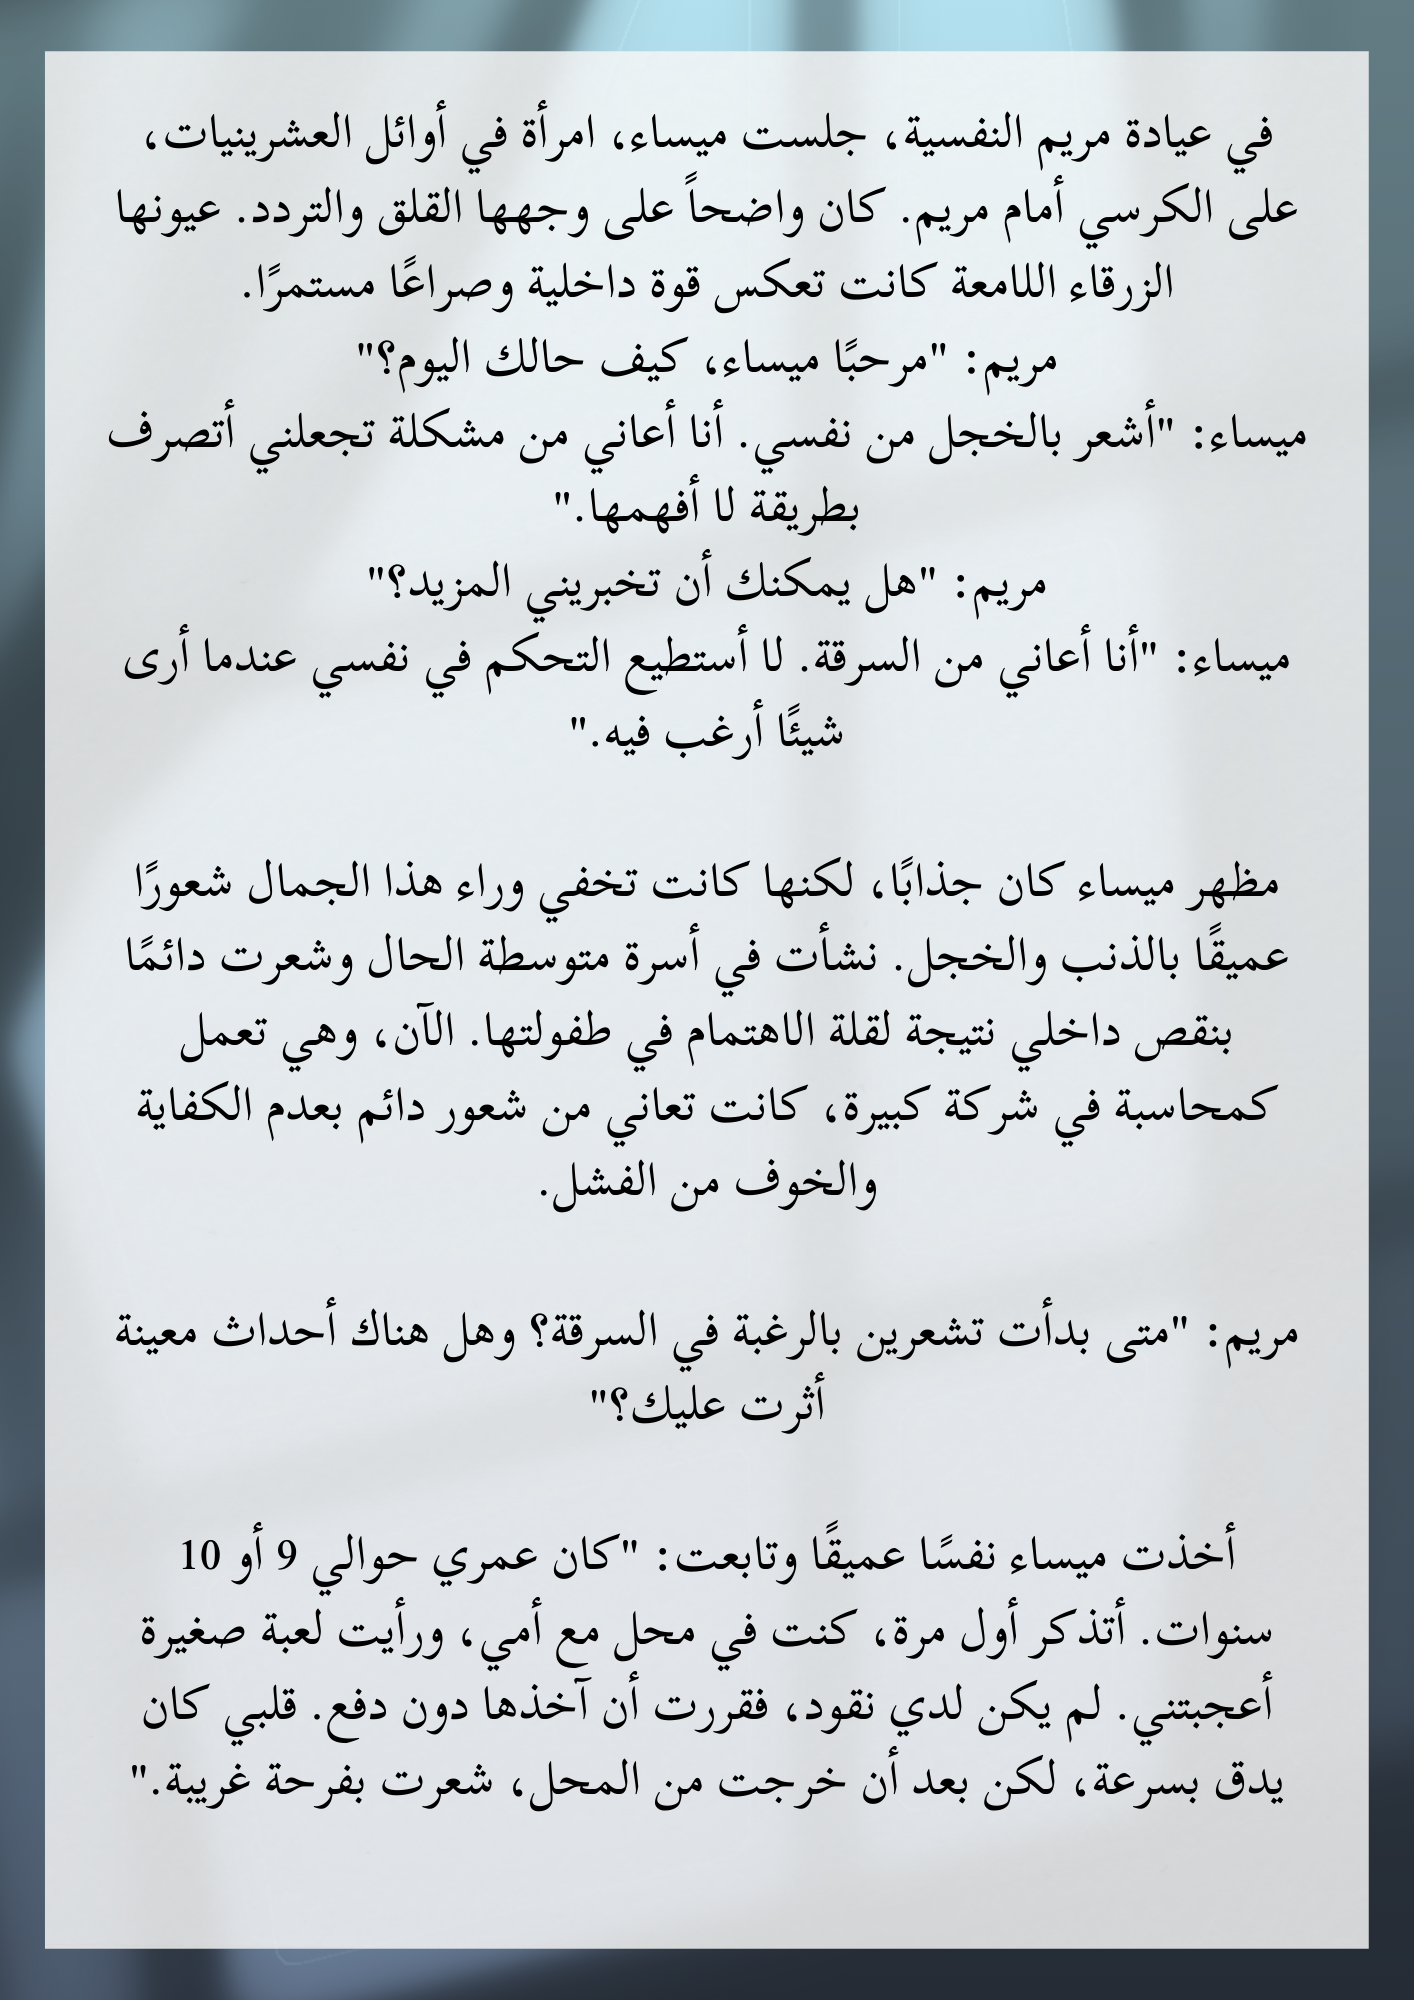 في عيادة مريم النفسية، جلست ميساء، امرأة في أوائل العشرينيات،
على الكرسي أمام مريم. كان واضحاً على وجهها القلق والتردد. عيونها
الزرقاء اللامعة كانت تعكس قوة داخلية وصراعًا مستمرًا.
مريم: "مرحبًا ميساء، كيف حالك اليوم؟"
ميساء: "أشعر بالخجل من نفسي. أنا أعاني من مشكلة تجعلني أتصرف
بطريقة لا أفهمها."
مريم: "هل يمكنك أن تخبريني المزيد؟"
ميساء: "أنا أعاني من السرقة. لا أستطيع التحكم في نفسي عندما أرى
شيئًا أرغب فيه."
مظهر ميساء كان جذابًا، لكنها كانت تخفي وراء هذا الجمال شعورًا
عميقًا بالذنب والخجل. نشأت في أسرة متوسطة الحال وشعرت دائمًا
بنقص داخلي نتيجة لقلة الاهتمام في طفولتها. الآن، وهي تعمل
كمحاسبة في شركة كبيرة، كانت تعاني من شعور دائم بعدم الكفاية
والخوف من الفشل.
مريم: "متى بدأت تشعرين بالرغبة في السرقة؟ وهل هناك أحداث معينة
أثرت عليك؟"
أخذت ميساء نفسًا عميقًا وتابعت: "كان عمري حوالي 9 أو 10
سنوات. أتذكر أول مرة، كنت في محل مع أمي، ورأيت لعبة صغيرة
أعجبتني. لم يكن لدي نقود، فقررت أن آخذها دون دفع. قلبي كان
يدق بسرعة، لكن بعد أن خرجت من المحل، شعرت بفرحة غريبة."